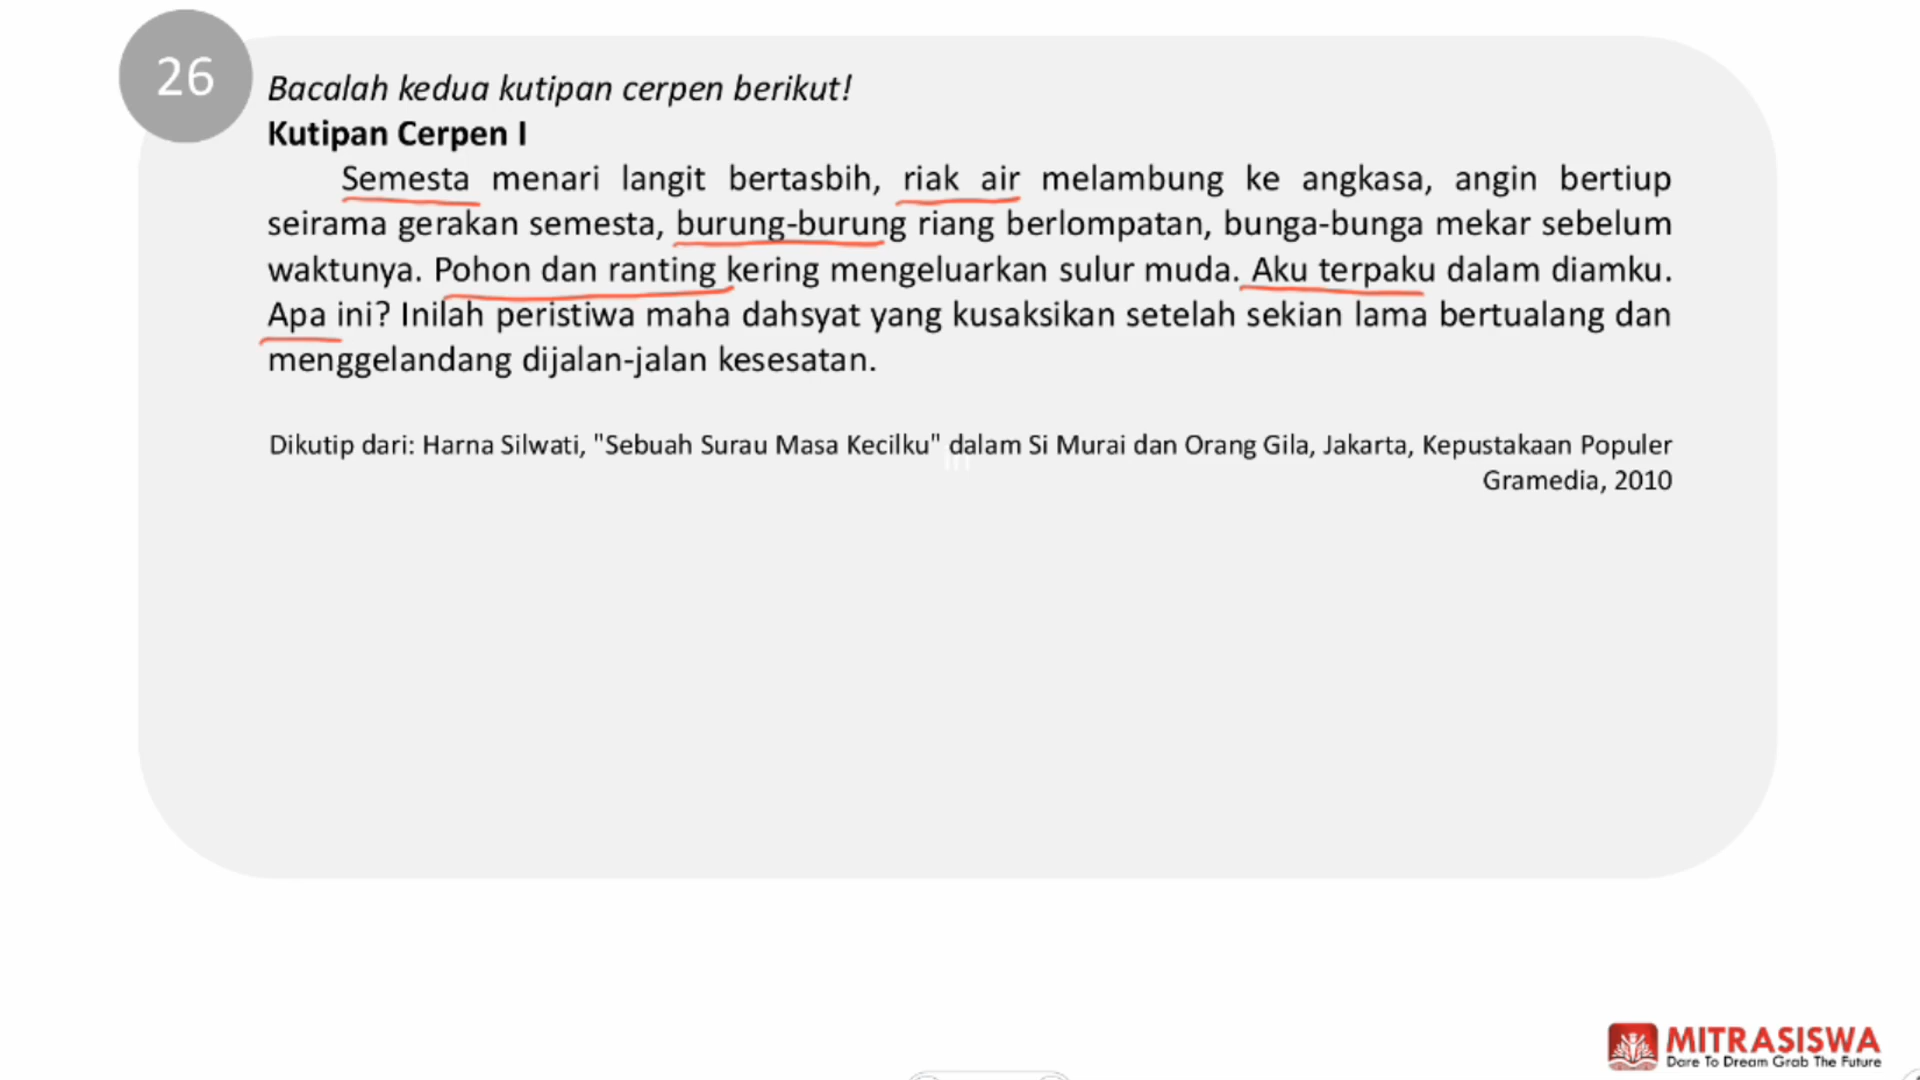 26
Bacalah kedua kutipan cerpen berikut!
Kutipan Cerpen I
Semesta menari langit bertasbih, riak air melambung ke angkasa, angin bertiup
seirama gerakan semesta, burung-burung riang berlompatan, bunga-bunga mekar sebelum
waktunya. Pohon dan ranting kering mengeluarkan sulur muda. Aku terpaku dalam diamku.
Apa ini? Inilah peristiwa maha dahsyat yang kusaksikan setelah sekian lama bertualang dan
menggelandang dijalan-jalan kesesatan.
Dikutip dari: Harna Silwati, "Sebuah Surau Masa Kecilku" dalam Si Murai dan Orang Gila, Jakarta, Kepustakaan Populer
Gramedia, 2010
MITRASISWA
Dare To Dream Grab The Future